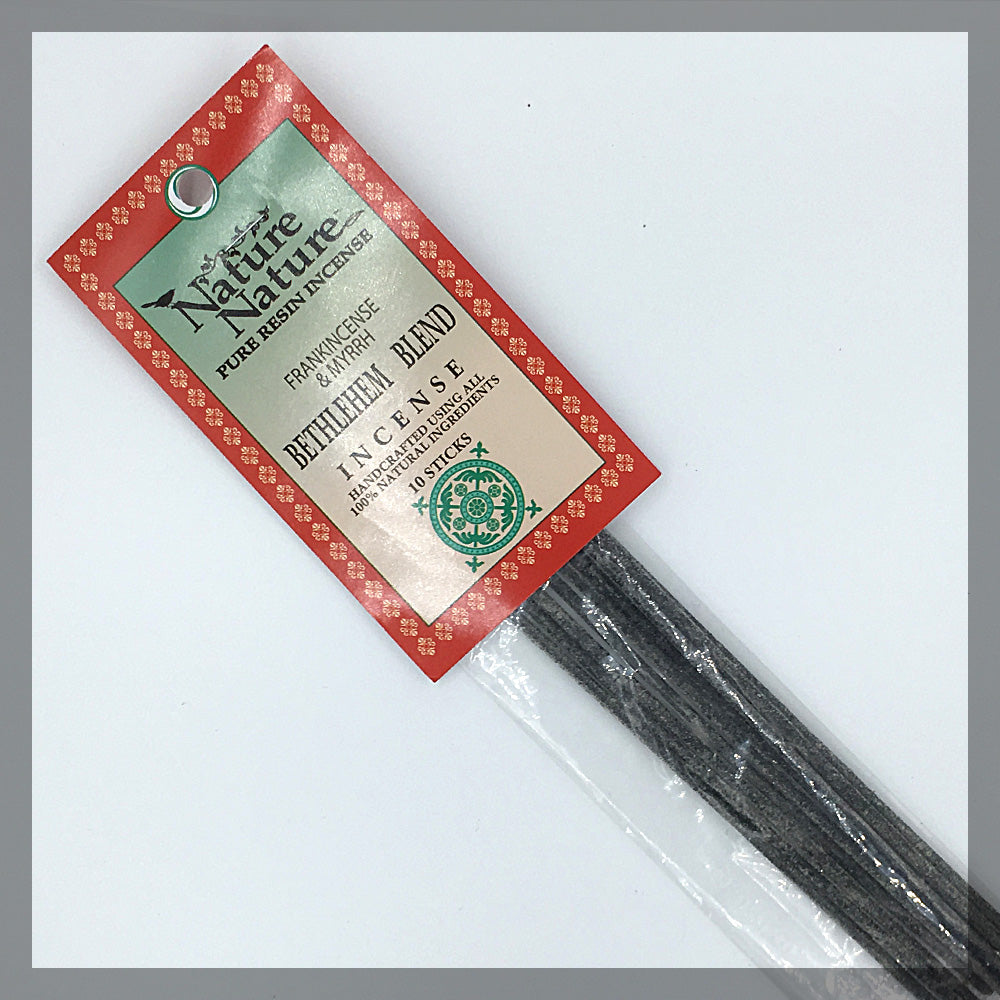 Nature
Nature
PURE RESIN INCENSE
FRANKINCENSE
& MYRRH
BETHLEHEM BLEND
INCENSE
HANDCRAFTED USING ALL
100% NATURAL INGREDIENTS
10 STICKS